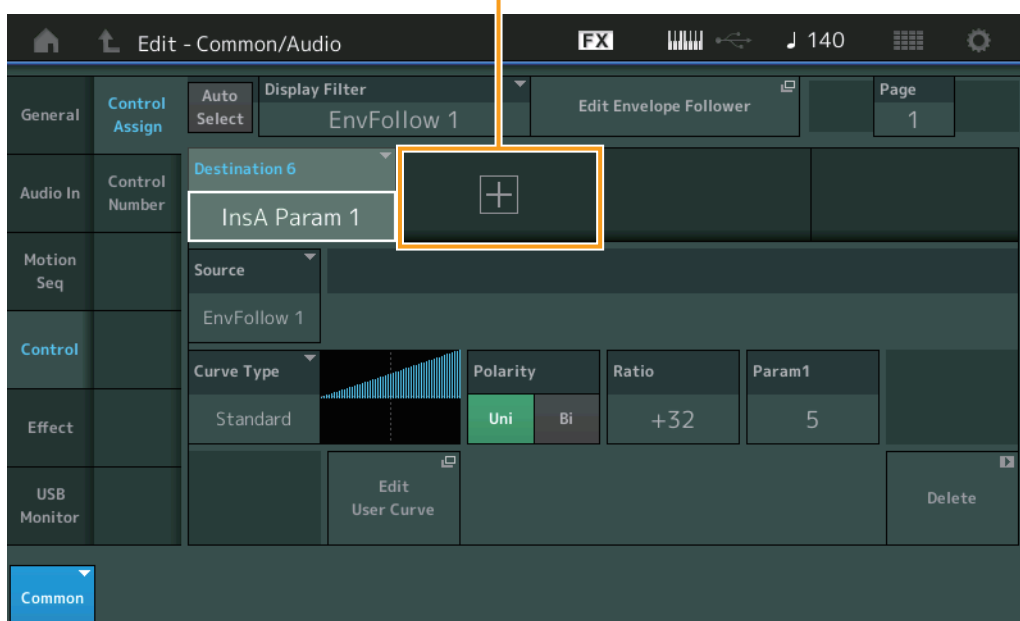 Edit - Common/Audio
FX
♩ 140
General
Control
Assign
Auto
Select
Display Filter
EnvFollow 1
Edit Envelope Follower
Page
1
Audio In
Control
Number
Destination 6
InsA Param 1
Motion
Seq
Source
EnvFollow 1
Control
Curve Type
Standard
Polarity
Uni
Bi
Ratio
+32
Param1
5
Effect
USB
Monitor
Edit
User Curve
Delete
Common